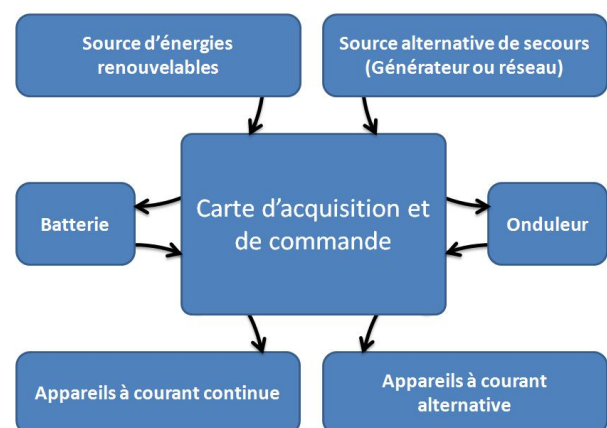 Source d’énergies
renouvelables
Source alternative de secours
(Générateur ou réseau)
Batterie
Carte d’acquisition et
de commande
Onduleur
Appareils à courant continue
Appareils à courant
alternative